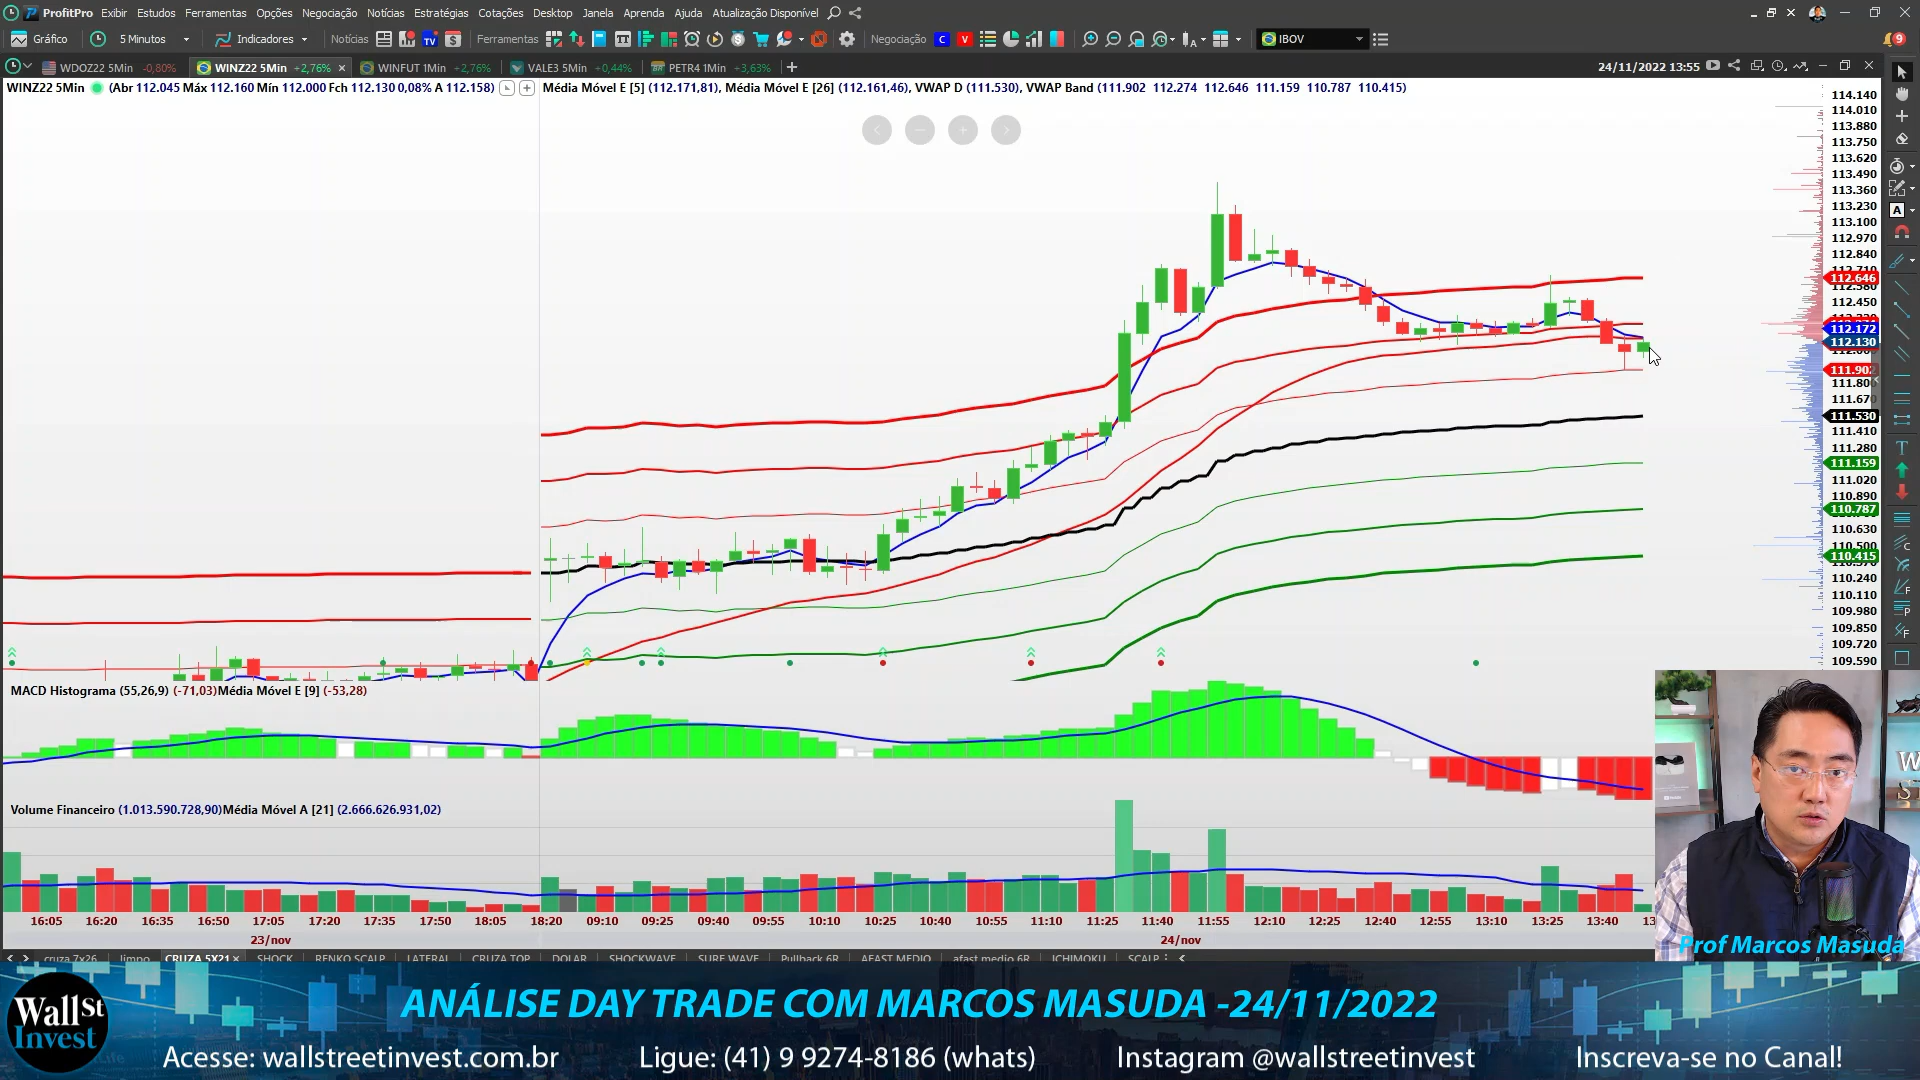 ProfitPro Exibir Estudos Ferramentas Opções Negociação Notícias Estratégias Cotações Desktop Janela Aprenda Ajuda Atualização Disponível
Gráfico 5 Minutos Indicadores Notícias TV Ferramentas Negociação C V IBOV 9
WDOZ22 5Min -0,80% WINZ22 5Min +2,76% WINFUT 1Min +2,76% VALE3 5Min +0,44% PETR4 1Min +3,63% 24/11/2022 13:55
WINZ22 5Min (Abr 112.045 Máx 112.160 Mín 112.000 Fch 112.130 0,08% A 112.158) Média Móvel E [5] (112.171,81), Média Móvel E [26] (112.161,46), VWAP D (111.530), VWAP Band (111.902 112.274 112.646 111.159 110.787 110.415)
114.140
114.010
113.880
113.750
113.620
113.490
113.360
113.230
113.100
112.970
112.840
112.646
112.580
112.450
112.172
112.130
111.902
111.800
111.670
111.530
111.410
111.280
111.159
111.020
110.890
110.787
110.630
110.500
110.415
110.240
110.110
109.980
109.850
109.720
109.590
MACD Histograma (55,26,9) (-71,03)Média Móvel E [9] (-53,28)
Volume Financeiro (1.013.590.728,90)Média Móvel A [21] (2.666.626.931,02)
16:05 16:20 16:35 16:50 17:05 17:20 17:35 17:50 18:05 18:20 09:10 09:25 09:40 09:55 10:10 10:25 10:40 10:55 11:10 11:25 11:40 11:55 12:10 12:25 12:40 12:55 13:10 13:25 13:40
23/nov 24/nov
cruza 7x26 limpo CRUZA 5X21 SHOCK RENKO SCALP LATERAL CRUZA TOP DOLAR SHOCKWAVE SURF WAVE Pullback 6R AFAST MEDIO afast medio 6R ICHIMOKU SCALP
Prof Marcos Masuda
Wall St Invest
ANÁLISE DAY TRADE COM MARCOS MASUDA -24/11/2022
Acesse: wallstreetinvest.com.br Ligue: (41) 9 9274-8186 (whats) Instagram @wallstreetinvest Inscreva-se no Canal!